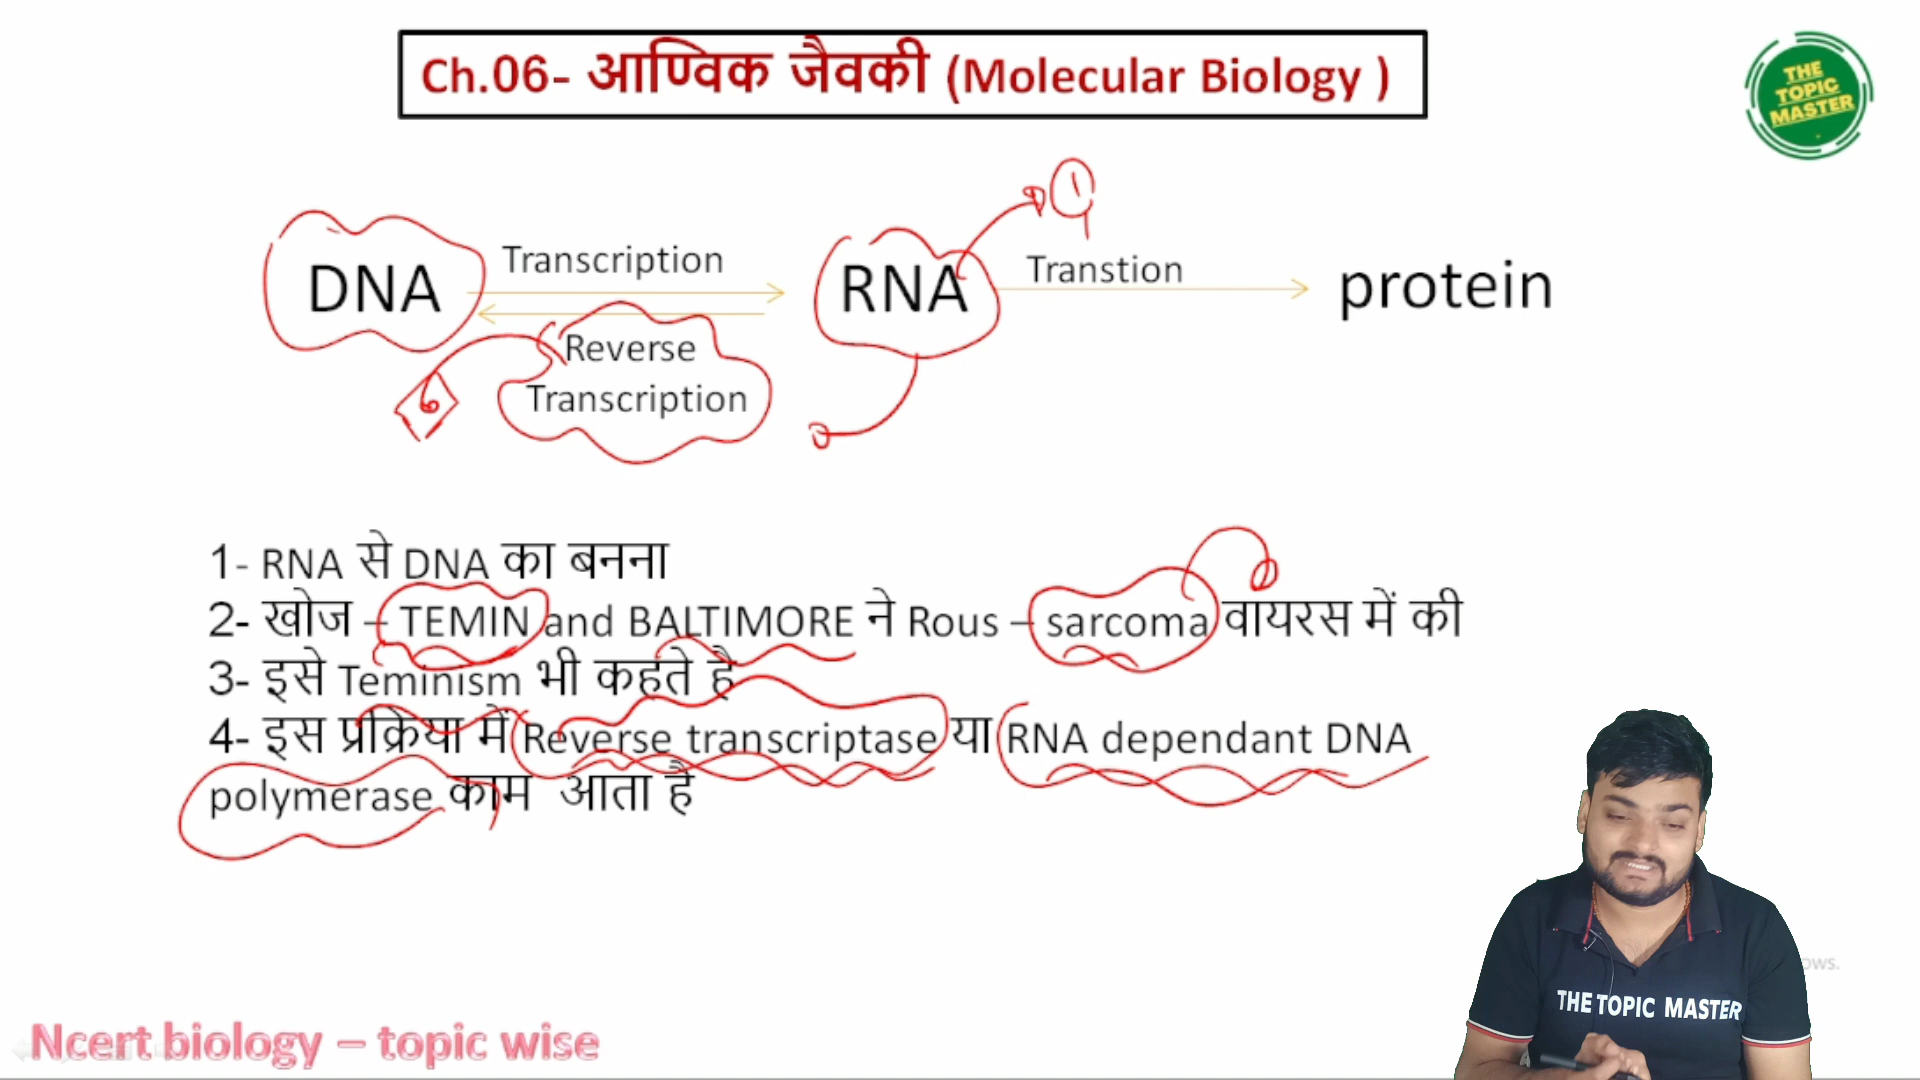 Ch.06- आण्विक जैवकी (Molecular Biology )
THE
TOPIC
MASTER
DNA
Transcription
RNA
1
Transtion
protein
Reverse
Transcription
1- RNA से DNA का बनना
2- खोज – TEMIN and BALTIMORE ने Rous – sarcoma वायरस में की
3- इसे Teminism भी कहते है
4- इस प्रक्रिया में Reverse transcriptase या RNA dependant DNA
polymerase काम आता है
THE TOPIC MASTER
Ncert biology – topic wise